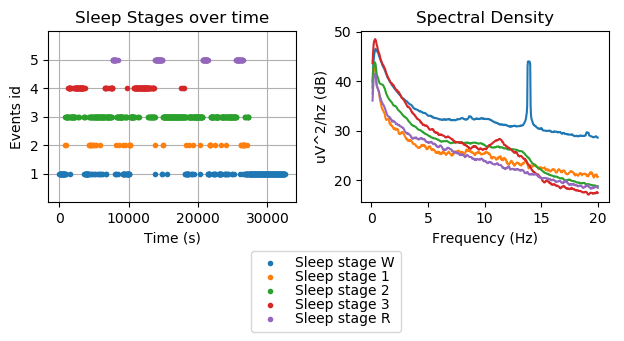 Sleep Stages over time
Events id
5
4
3
2
1
0
10000
20000
30000
Time (s)
Spectral Density
uV^2/hz (dB)
50
40
30
20
0
5
10
15
20
Frequency (Hz)
Sleep stage W
Sleep stage 1
Sleep stage 2
Sleep stage 3
Sleep stage R